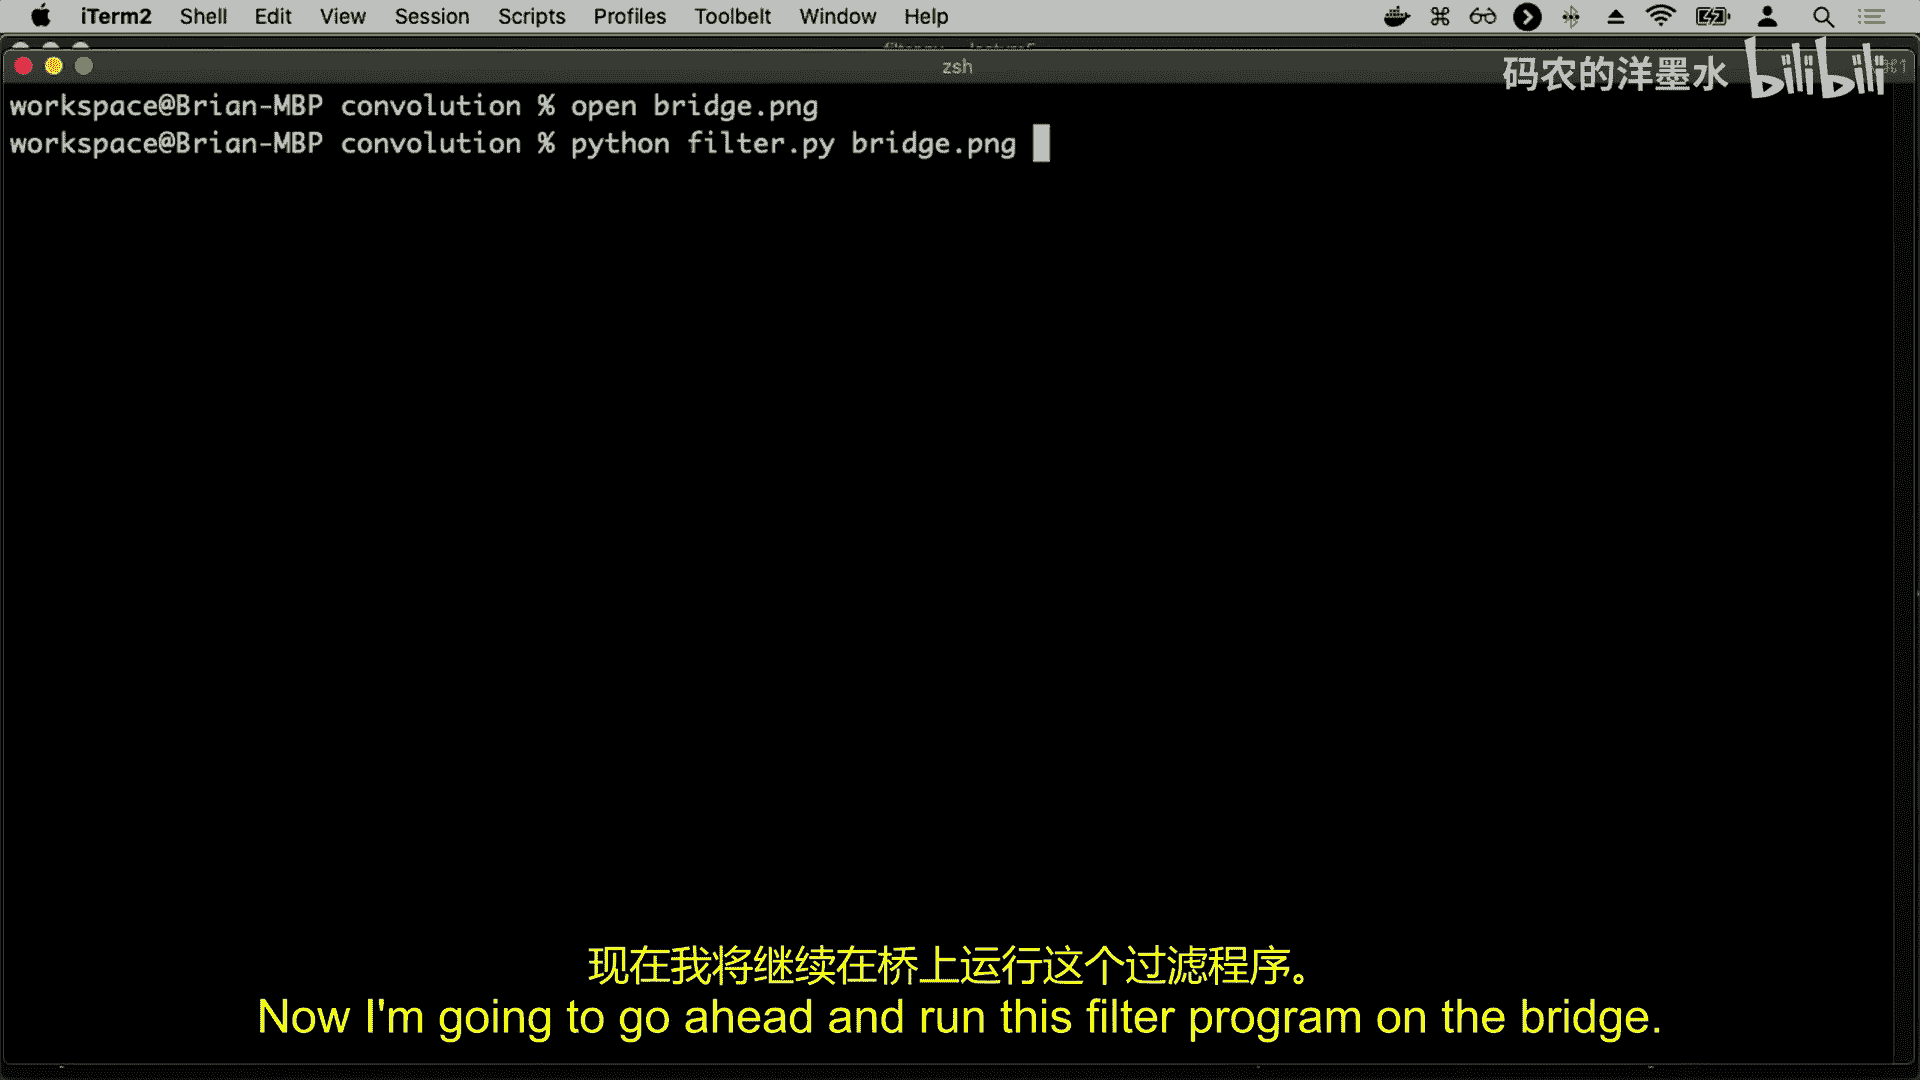 iTerm2 Shell Edit View Session Scripts Profiles Toolbelt Window Help
zsh
码农的洋墨水 bilibili
workspace@Brian-MBP convolution % open bridge.png
workspace@Brian-MBP convolution % python filter.py bridge.png
现在我将继续在桥上运行这个过滤程序。
Now I'm going to go ahead and run this filter program on the bridge.